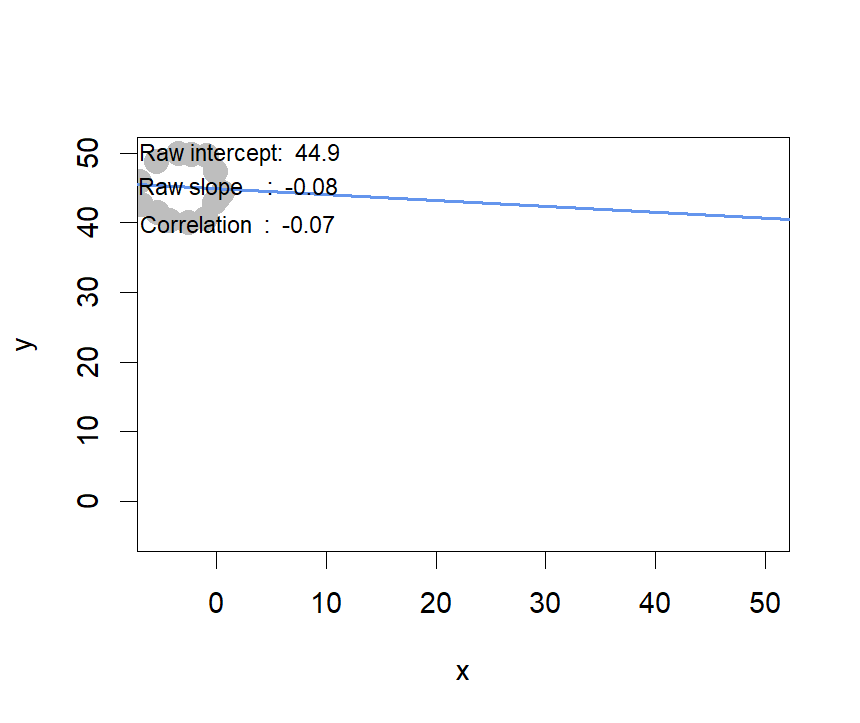 Raw intercept: 44.9
Raw slope : -0.08
Correlation : -0.07
50
40
30
20
10
0
y
0 10 20 30 40 50
x